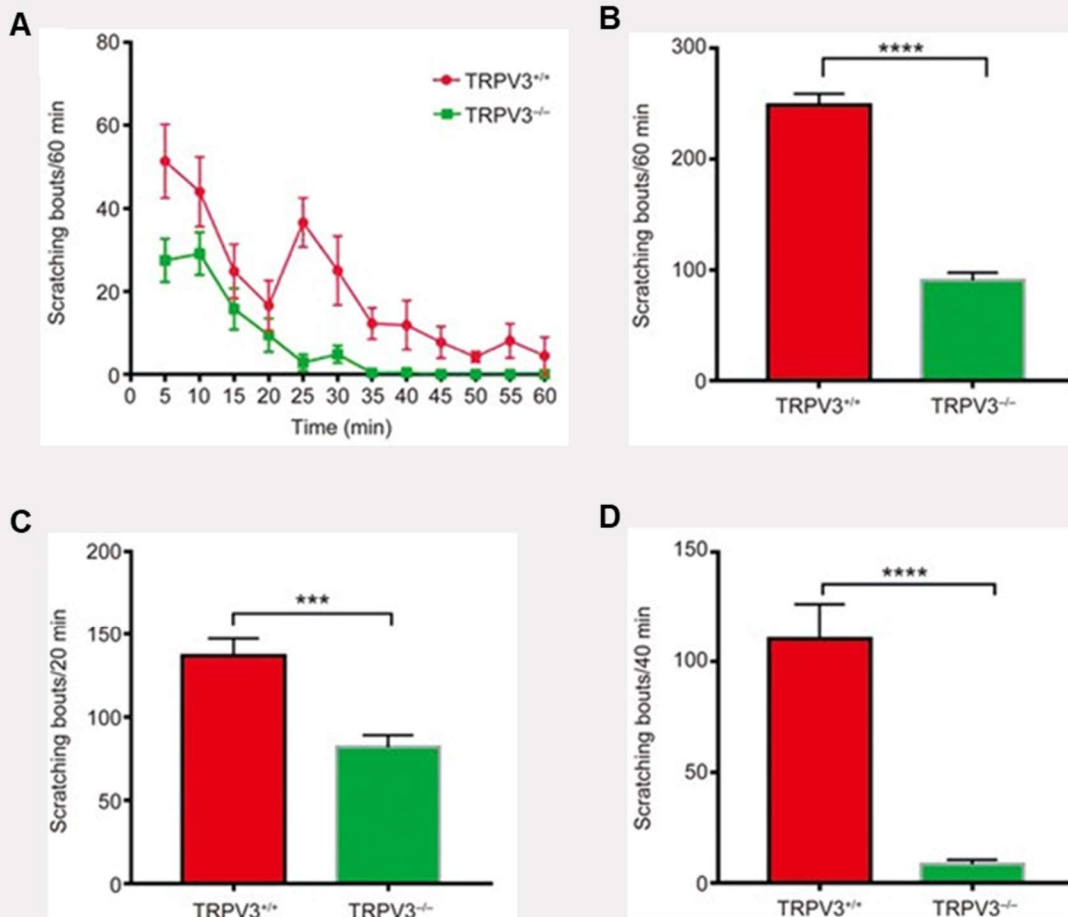 A
80
60
40
20
0
Scratching bouts/60 min
TRPV3⁺/⁺
TRPV3⁻/⁻
0 5 10 15 20 25 30 35 40 45 50 55 60
Time (min)
B
300
200
100
0
Scratching bouts/60 min
****
TRPV3⁺/⁺ TRPV3⁻/⁻
C
200
150
100
50
0
Scratching bouts/20 min
***
TRPV3⁺/⁺ TRPV3⁻/⁻
D
150
100
50
0
Scratching bouts/40 min
****
TRPV3⁺/⁺ TRPV3⁻/⁻